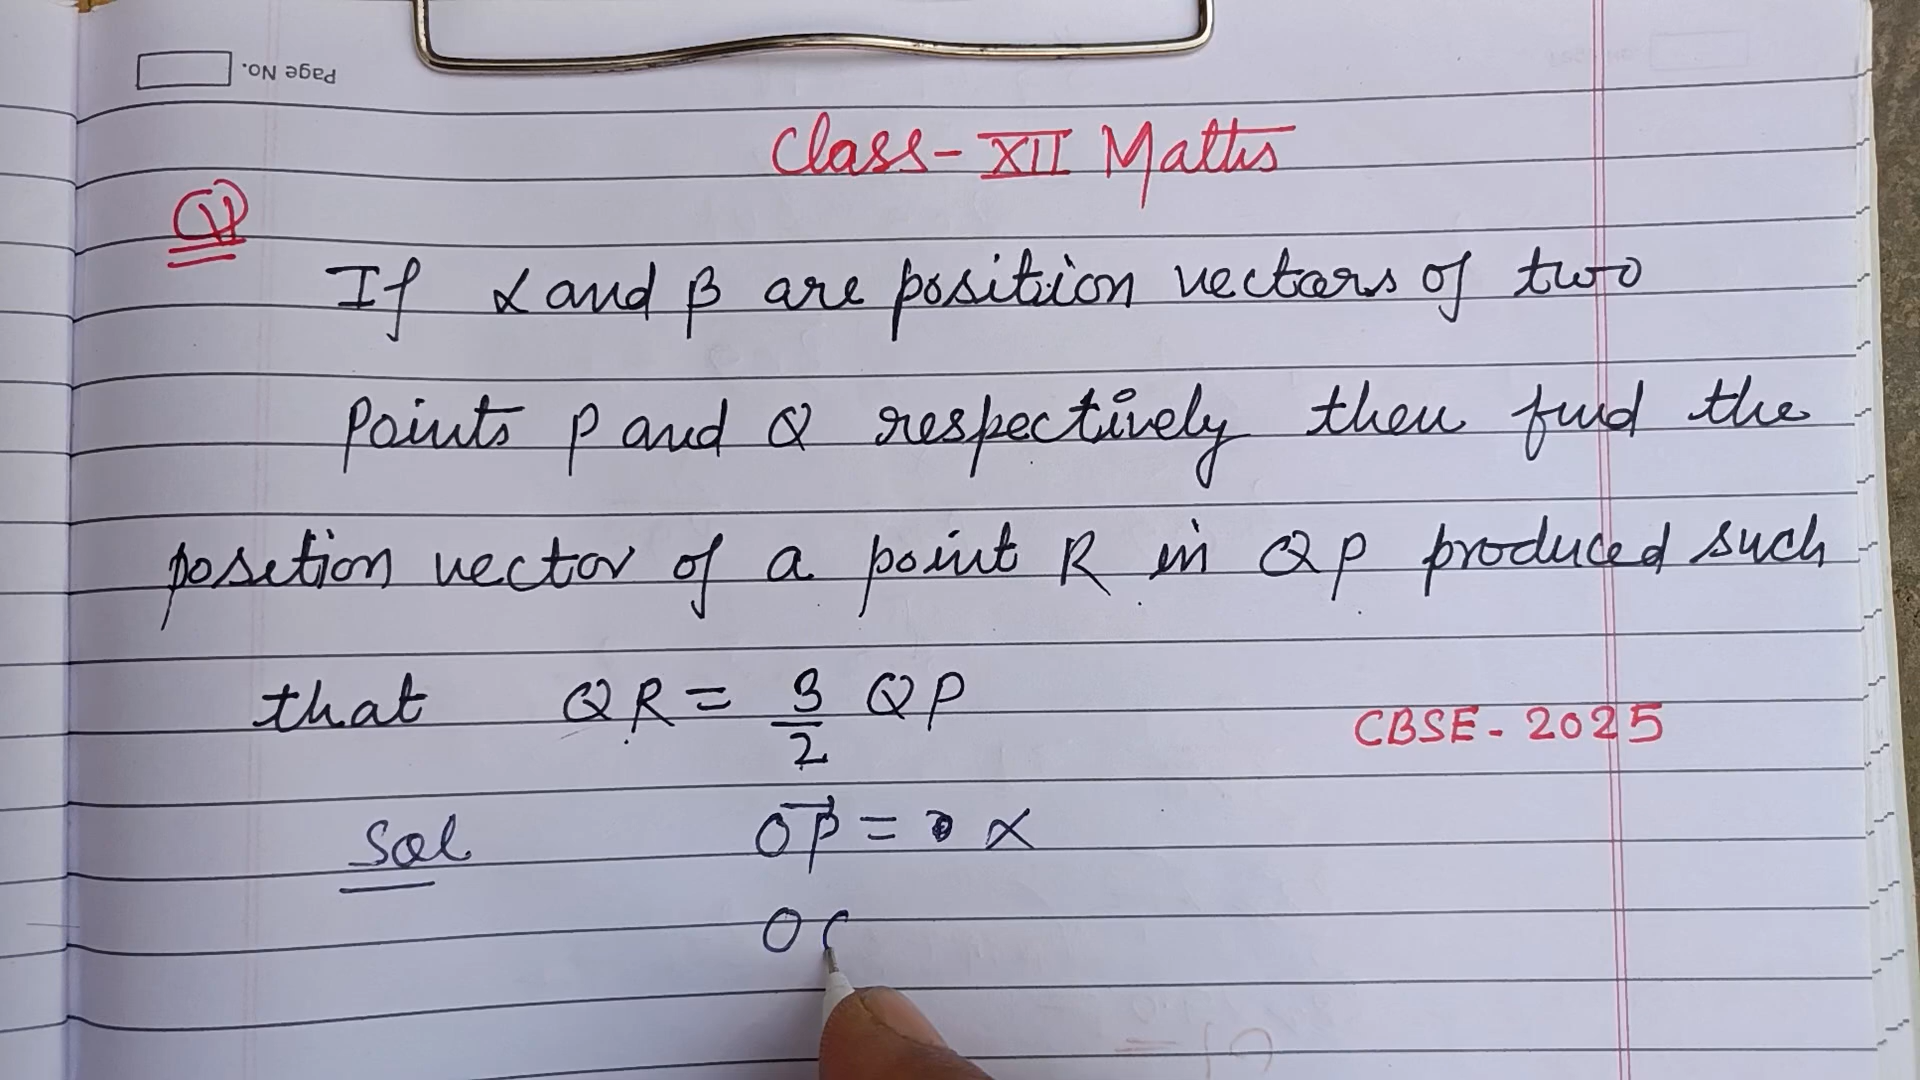 Page No.
Class-XII Maths
Q
If α and β are position vectors of two
points P and Q respectively then find the
position vector of a point R in QP produced such
that QR = 3/2 QP
CBSE-2025
Sol OP⃗ = α
O